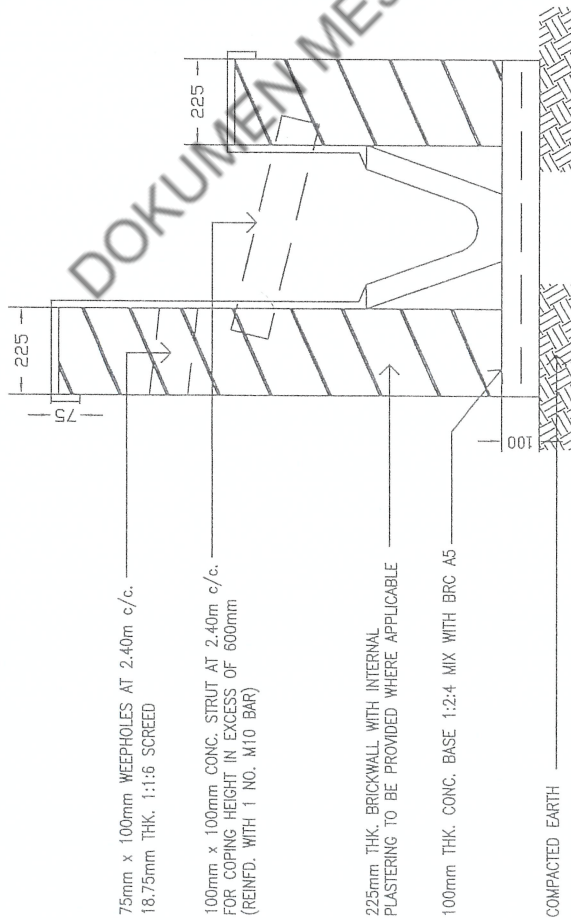 DOKUMEN MES
225
225
75
100
75mm x 100mm WEEPHOLES AT 2.40m c/c.
18.75mm THK. 1:1:6 SCREED
100mm x 100mm CONC. STRUT AT 2.40m c/c.
FOR COPING HEIGHT IN EXCESS OF 600mm
(REINFD. WITH 1 NO. M10 BAR)
225mm THK. BRICKWALL WITH INTERNAL
PLASTERING TO BE PROVIDED WHERE APPLICABLE
100mm THK. CONC. BASE 1:2:4 MIX WITH BRC A5
COMPACTED EARTH